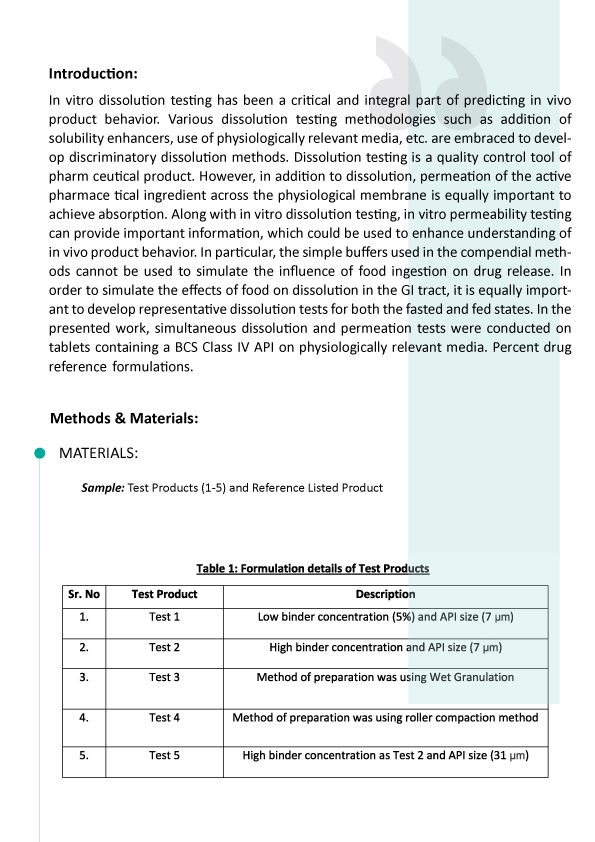 Introduction:
In vitro dissolution testing has been a critical and integral part of predicting in vivo
product behavior. Various dissolution testing methodologies such as addition of
solubility enhancers, use of physiologically relevant media, etc. are embraced to devel-
op discriminatory dissolution methods. Dissolution testing is a quality control tool of
pharm ceutical product. However, in addition to dissolution, permeation of the active
pharmace tical ingredient across the physiological membrane is equally important to
achieve absorption. Along with in vitro dissolution testing, in vitro permeability testing
can provide important information, which could be used to enhance understanding of
in vivo product behavior. In particular, the simple buffers used in the compendial meth-
ods cannot be used to simulate the influence of food ingestion on drug release. In
order to simulate the effects of food on dissolution in the GI tract, it is equally import-
ant to develop representative dissolution tests for both the fasted and fed states. In the
presented work, simultaneous dissolution and permeation tests were conducted on
tablets containing a BCS Class IV API on physiologically relevant media. Percent drug
reference formulations.
Methods & Materials:
MATERIALS:
Sample: Test Products (1-5) and Reference Listed Product
Table 1: Formulation details of Test Products
Sr. No Test Product Description
1. Test 1 Low binder concentration (5%) and API size (7 µm)
2. Test 2 High binder concentration and API size (7 µm)
3. Test 3 Method of preparation was using Wet Granulation
4. Test 4 Method of preparation was using roller compaction method
5. Test 5 High binder concentration as Test 2 and API size (31 µm)